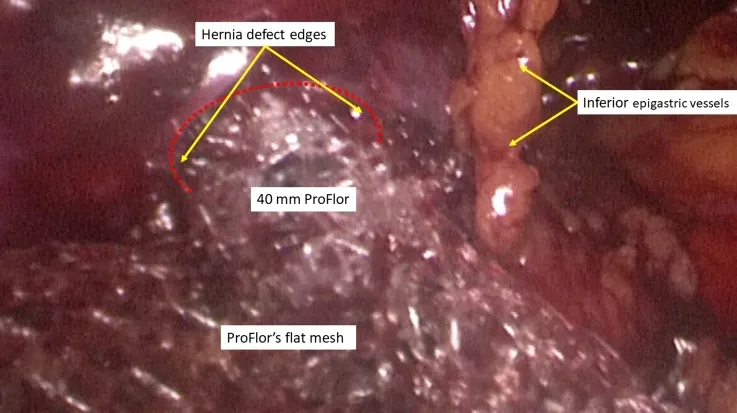 Hernia defect edges
Inferior epigastric vessels
40 mm ProFlor
ProFlor's flat mesh